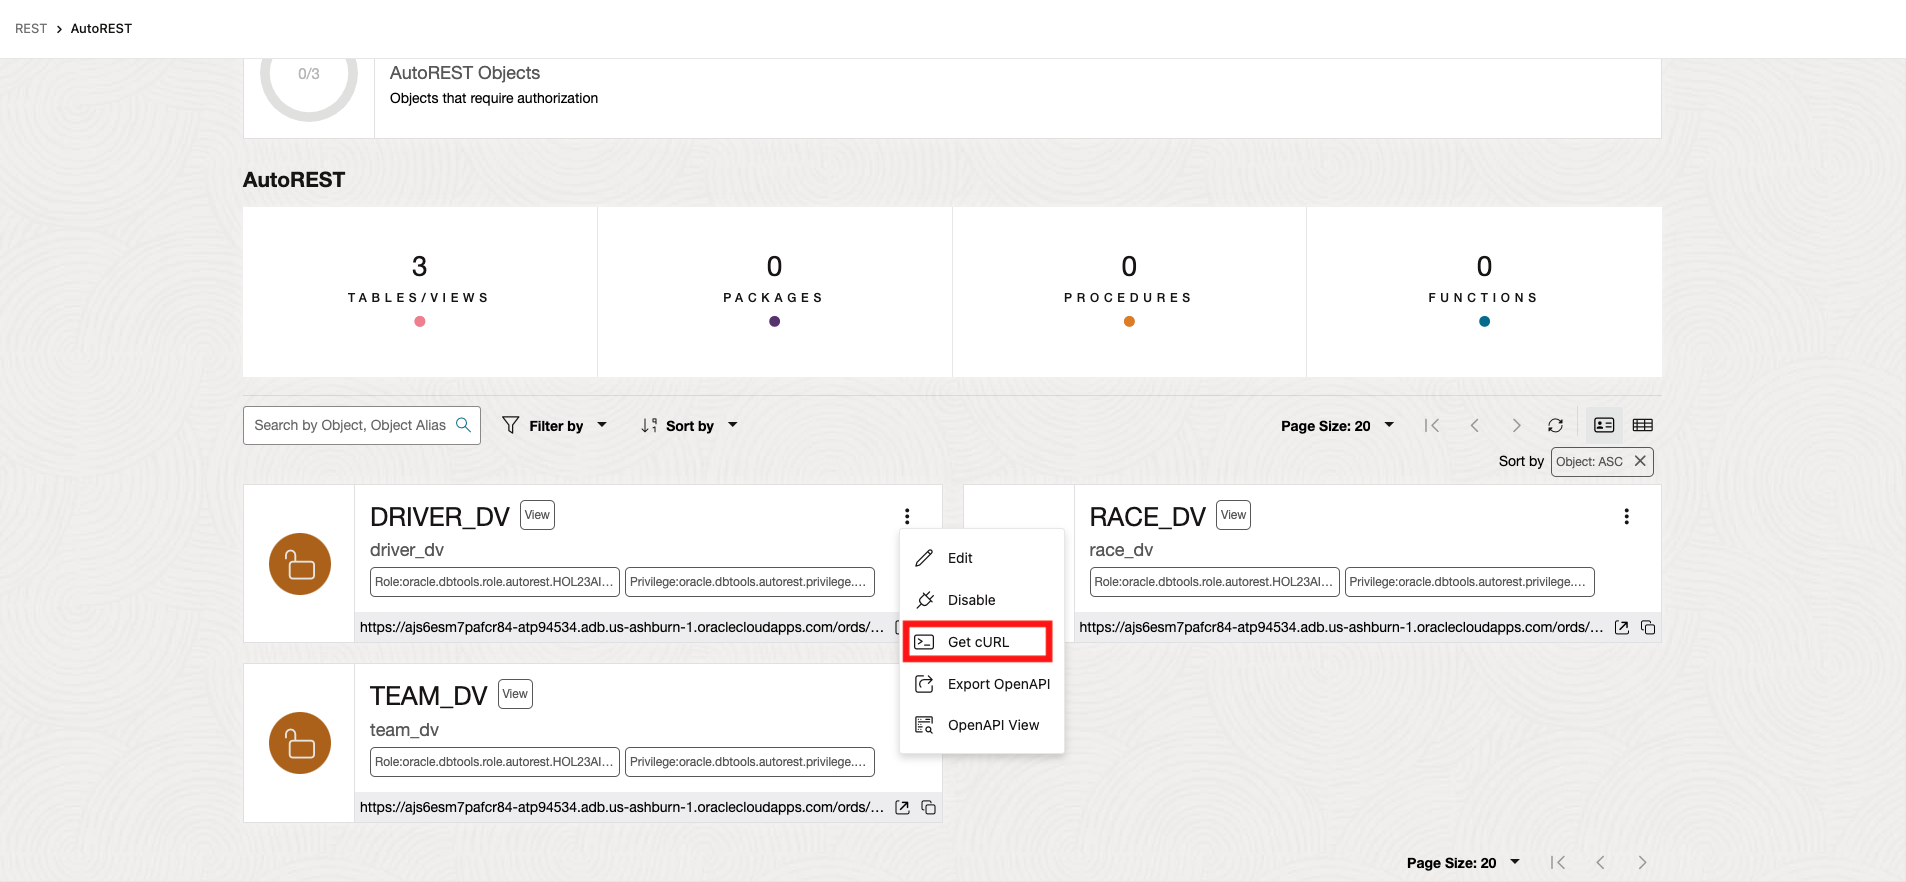 REST > AutoREST
0/3
AutoREST Objects
Objects that require authorization
AutoREST
3
TABLES/VIEWS
0
PACKAGES
0
PROCEDURES
0
FUNCTIONS
Search by Object, Object Alias
Filter by
Sort by
Page Size: 20
Sort by
Object: ASC
DRIVER_DV
View
driver_dv
Role:oracle.dbtools.role.autorest.HOL23AI...
Privilege:oracle.dbtools.autorest.privilege....
https://ajs6esm7pafcr84-atp94534.adb.us-ashburn-1.oraclecloudapps.com/ords/...
Edit
Disable
Get cURL
Export OpenAPI
OpenAPI View
RACE_DV
View
race_dv
Role:oracle.dbtools.role.autorest.HOL23AI...
Privilege:oracle.dbtools.autorest.privilege....
https://ajs6esm7pafcr84-atp94534.adb.us-ashburn-1.oraclecloudapps.com/ords/...
TEAM_DV
View
team_dv
Role:oracle.dbtools.role.autorest.HOL23AI...
Privilege:oracle.dbtools.autorest.privilege....
https://ajs6esm7pafcr84-atp94534.adb.us-ashburn-1.oraclecloudapps.com/ords/...
Page Size: 20